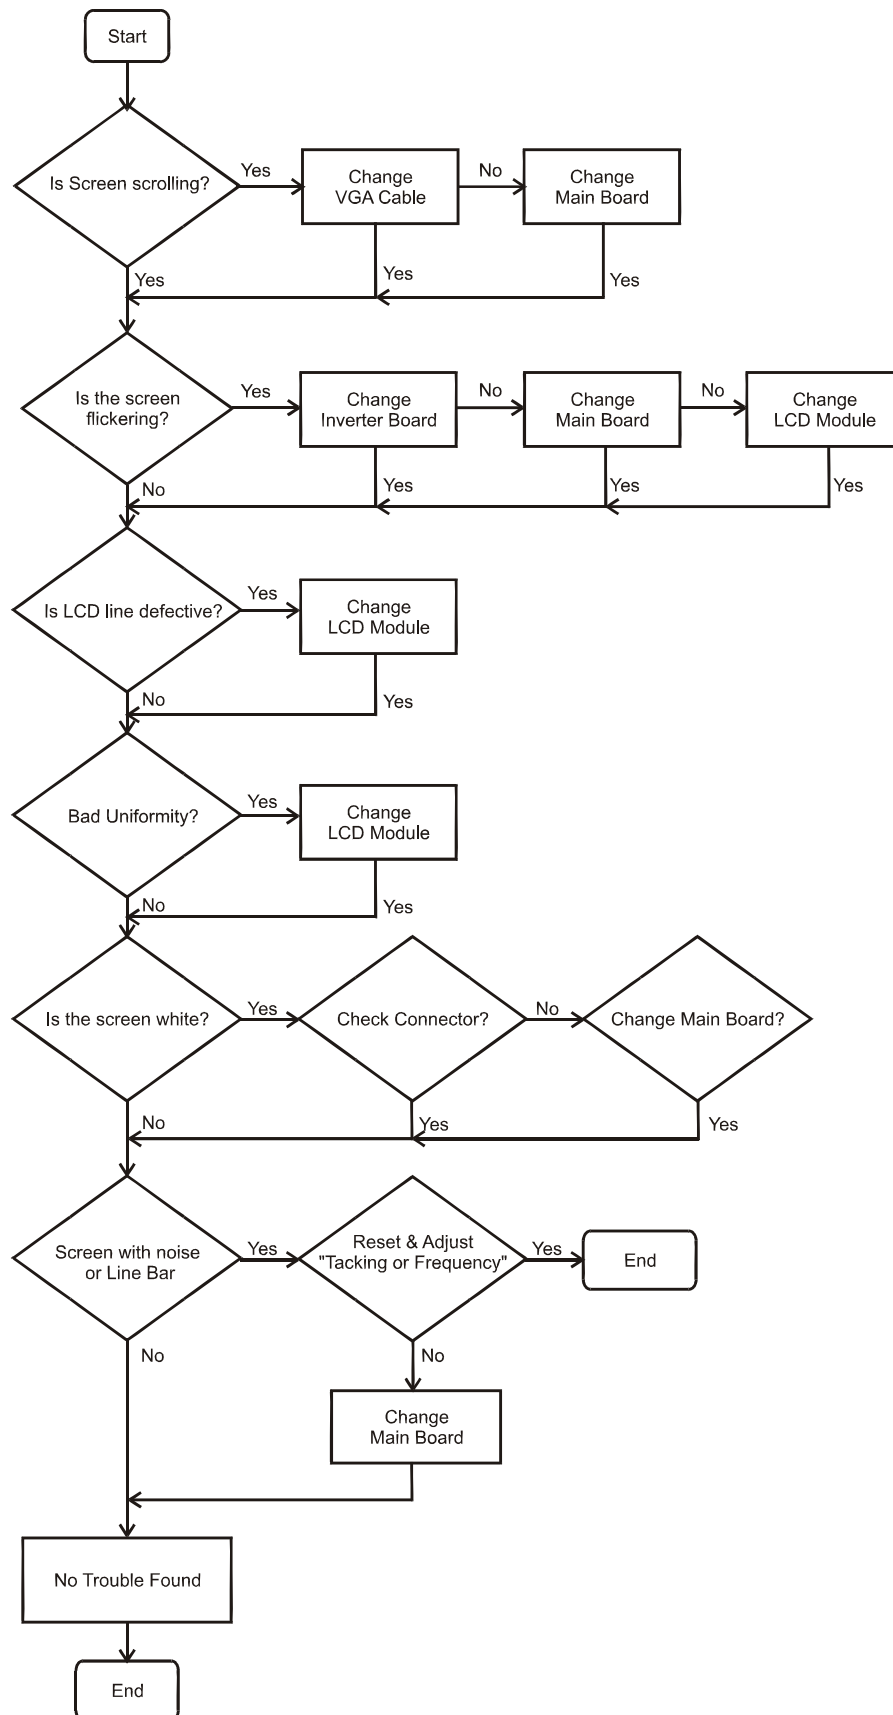 Start
Is Screen scrolling?
Yes
Change
VGA Cable
No
Change
Main Board
Yes
Yes
Yes
Is the screen
flickering?
Yes
Change
Inverter Board
No
Change
Main Board
No
Change
LCD Module
No
Yes
Yes
Yes
Is LCD line defective?
Yes
Change
LCD Module
No
Yes
Bad Uniformity?
Yes
Change
LCD Module
No
Yes
Is the screen white?
Yes
Check Connector?
No
Change Main Board?
No
Yes
Yes
Screen with noise
or Line Bar
Yes
Reset & Adjust
"Tacking or Frequency"
Yes
End
No
No
Change
Main Board
No Trouble Found
End